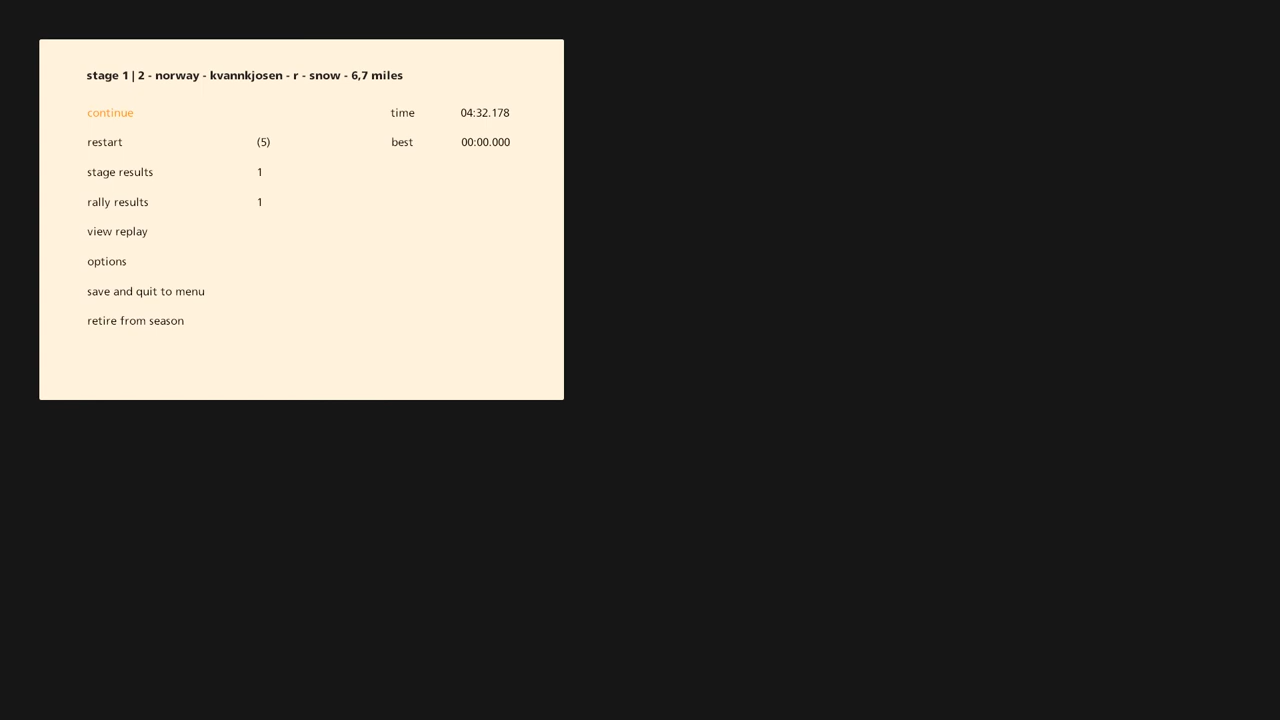 stage 1 | 2 - norway - kvannkjosen - r - snow - 6,7 miles
continue time 04:32.178
restart (5) best 00:00.000
stage results 1
rally results 1
view replay
options
save and quit to menu
retire from season